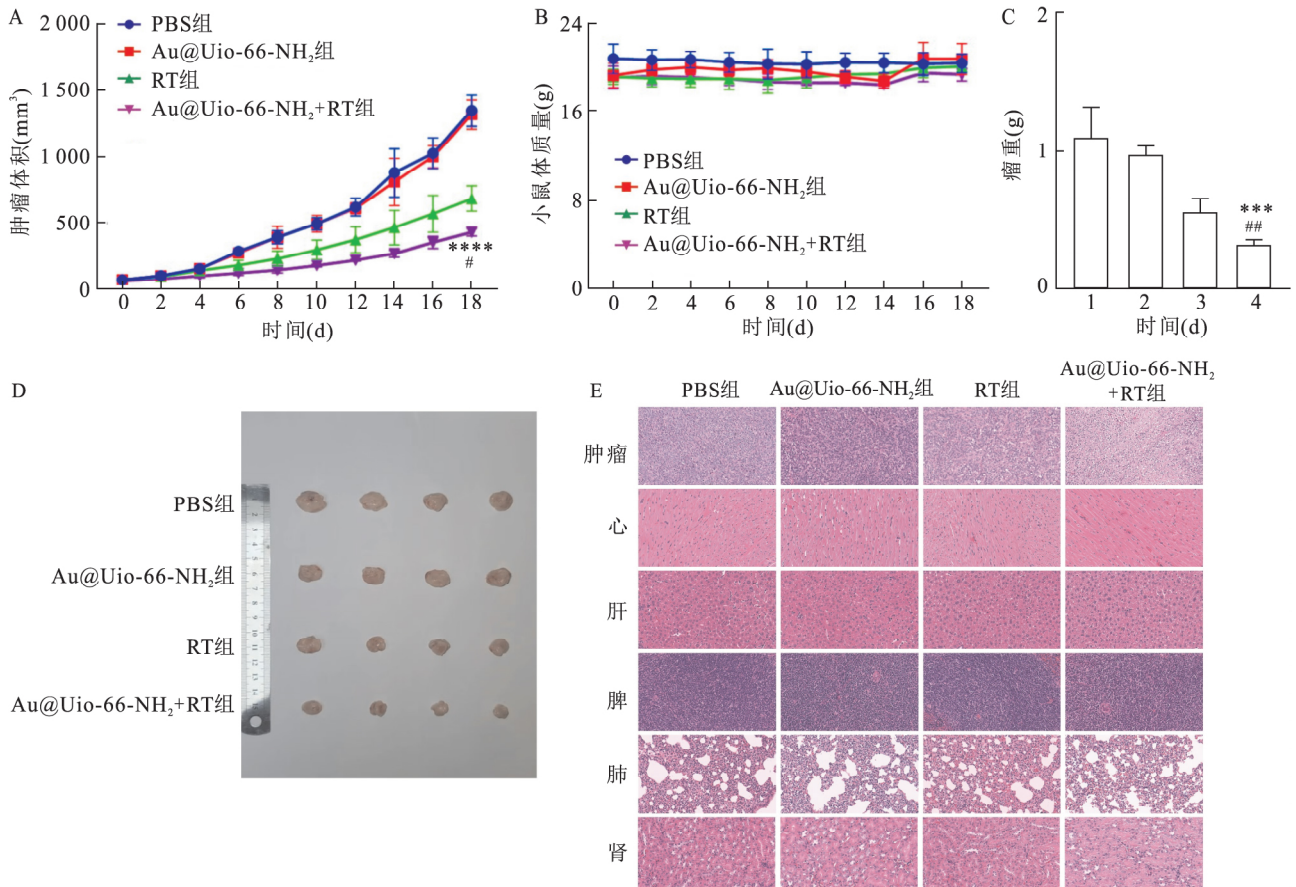 A
2 000
1 500
1 000
500
0
肿瘤体积(mm³)
PBS组
Au@Uio-66-NH₂组
RT组
Au@Uio-66-NH₂+RT组
****
#
0 2 4 6 8 10 12 14 16 18
时间(d)
B
24
16
8
0
小鼠体质量(g)
PBS组
Au@Uio-66-NH₂组
RT组
Au@Uio-66-NH₂+RT组
0 2 4 6 8 10 12 14 16 18
时间(d)
C
2
1
0
瘤重(g)
***
##
1 2 3 4
时间(d)
D
PBS组
Au@Uio-66-NH₂组
RT组
Au@Uio-66-NH₂+RT组
E
PBS组
Au@Uio-66-NH₂组
RT组
Au@Uio-66-NH₂
+RT组
肿瘤
心
肝
脾
肺
肾